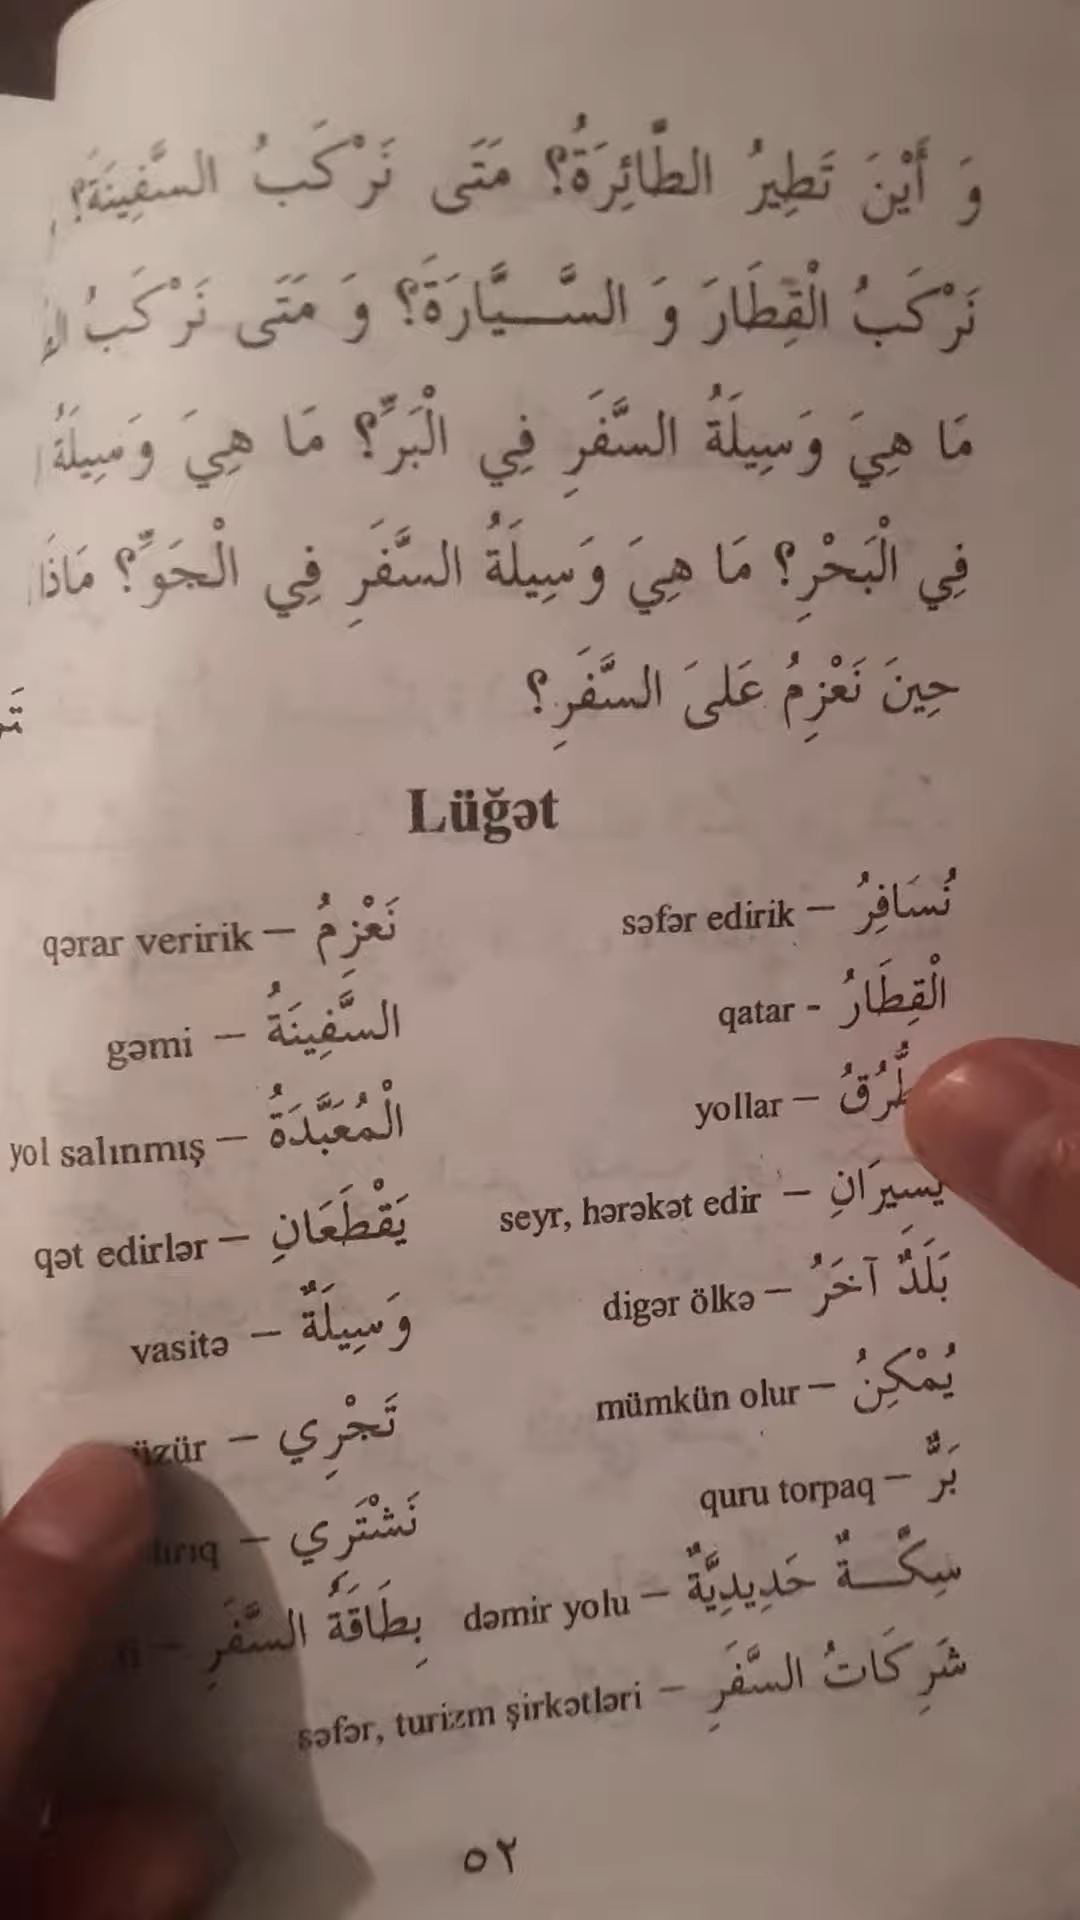 وَ أَيْنَ تَطِيرُ الطَّائِرَةُ؟ مَتَى نَرْكَبُ السَّفِينَةَ؟
نَرْكَبُ الْقِطَارَ وَ السَّيَّارَةَ؟ وَ مَتَى نَرْكَبُ
مَا هِيَ وَسِيلَةُ السَّفَرِ فِي الْبَرِّ؟ مَا هِيَ وَسِيلَةُ
فِي الْبَحْرِ؟ مَا هِيَ وَسِيلَةُ السَّفَرِ فِي الْجَوِّ؟ مَاذَا
حِينَ نَعْزِمُ عَلَىَ السَّفَرِ؟
Lüğət
نُسَافِرُ – səfər edirik
الْقِطَارُ - qatar
– yollar
يَسِيرَانِ – seyr, hərəkət edir
بَلَدٌ آخَرُ – digər ölkə
يُمْكِنُ – mümkün olur
بَرٌّ – quru torpaq
سِكَّةٌ حَدِيدِيَّةٌ – dəmir yolu
شَرِكَاتُ السَّفَرِ – səfər, turizm şirkətləri
نَعْزِمُ – qərar veririk
السَّفِينَةُ – gəmi
الْمُعَبَّدَةُ – yol salınmış
يَقْطَعَانِ – qət edirlər
وَسِيلَةٌ – vasitə
تَجْرِي –
نَشْتَرِي –
بِطَاقَةَُ السَّفَرِ –
٥٢